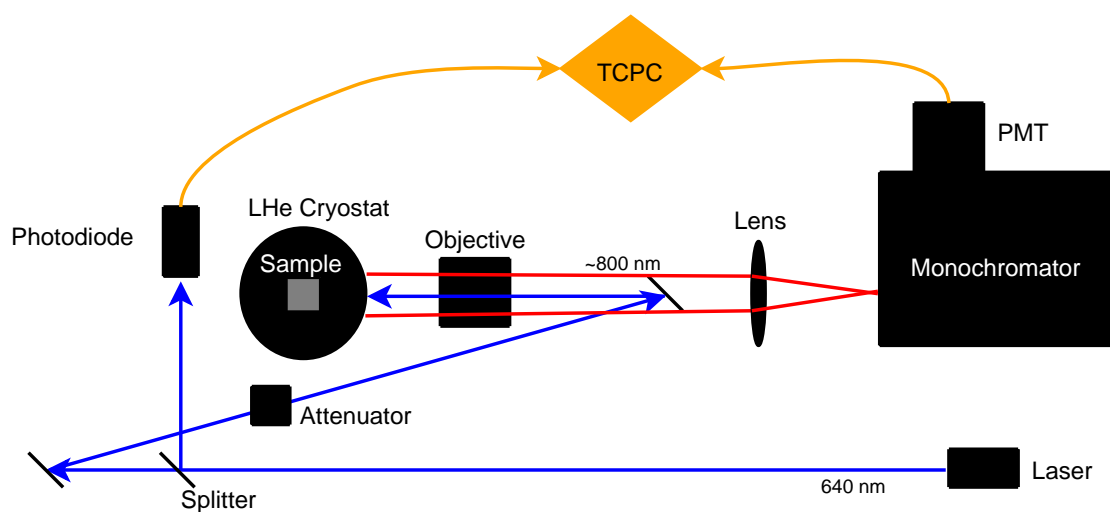 TCPC
PMT
LHe Cryostat
Photodiode
Objective
Lens
Sample
~800 nm
Monochromator
Attenuator
640 nm
Laser
Splitter